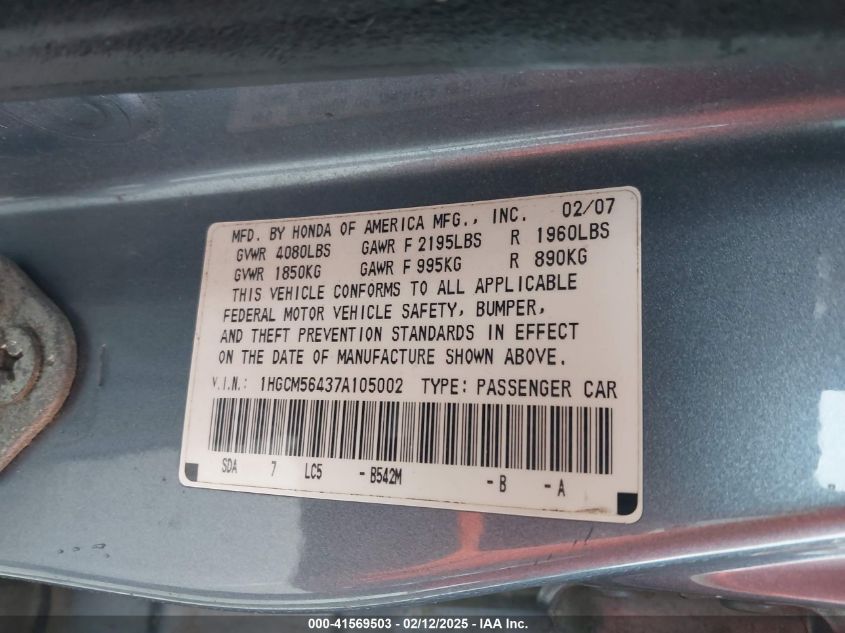 MFD. BY HONDA OF AMERICA MFG., INC. 02/07
GVWR 4080LBS GAWR F 2195LBS R 1960LBS
GVWR 1850KG GAWR F 995KG R 890KG
THIS VEHICLE CONFORMS TO ALL APPLICABLE
FEDERAL MOTOR VEHICLE SAFETY, BUMPER,
AND THEFT PREVENTION STANDARDS IN EFFECT
ON THE DATE OF MANUFACTURE SHOWN ABOVE.
V.I.N.: 1HGCM56437A105002 TYPE: PASSENGER CAR
SDA 7 LC5 - B542M - B - A
000-41569503 - 02/12/2025 - IAA Inc.